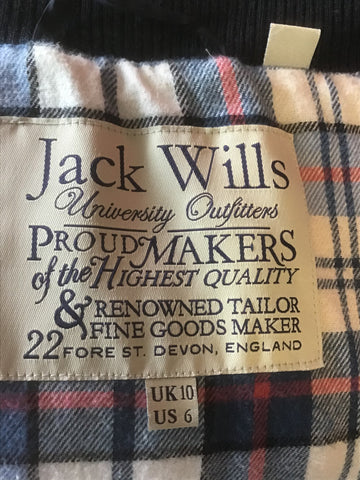 Jack Wills
University Outfitters
PROUD MAKERS
of the HIGHEST QUALITY
& RENOWNED TAILOR
FINE GOODS MAKER
22 FORE ST. DEVON, ENGLAND
UK 10
US 6